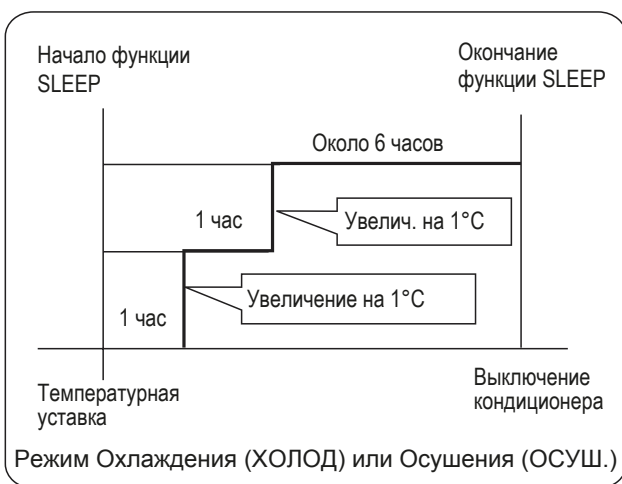 Начало функции
SLEEP
Окончание
функции SLEEP
Около 6 часов
1 час
Увелич. на 1°C
1 час
Увеличение на 1°C
Температурная
уставка
Выключение
кондиционера
Режим Охлаждения (ХОЛОД) или Осушения (ОСУШ.)